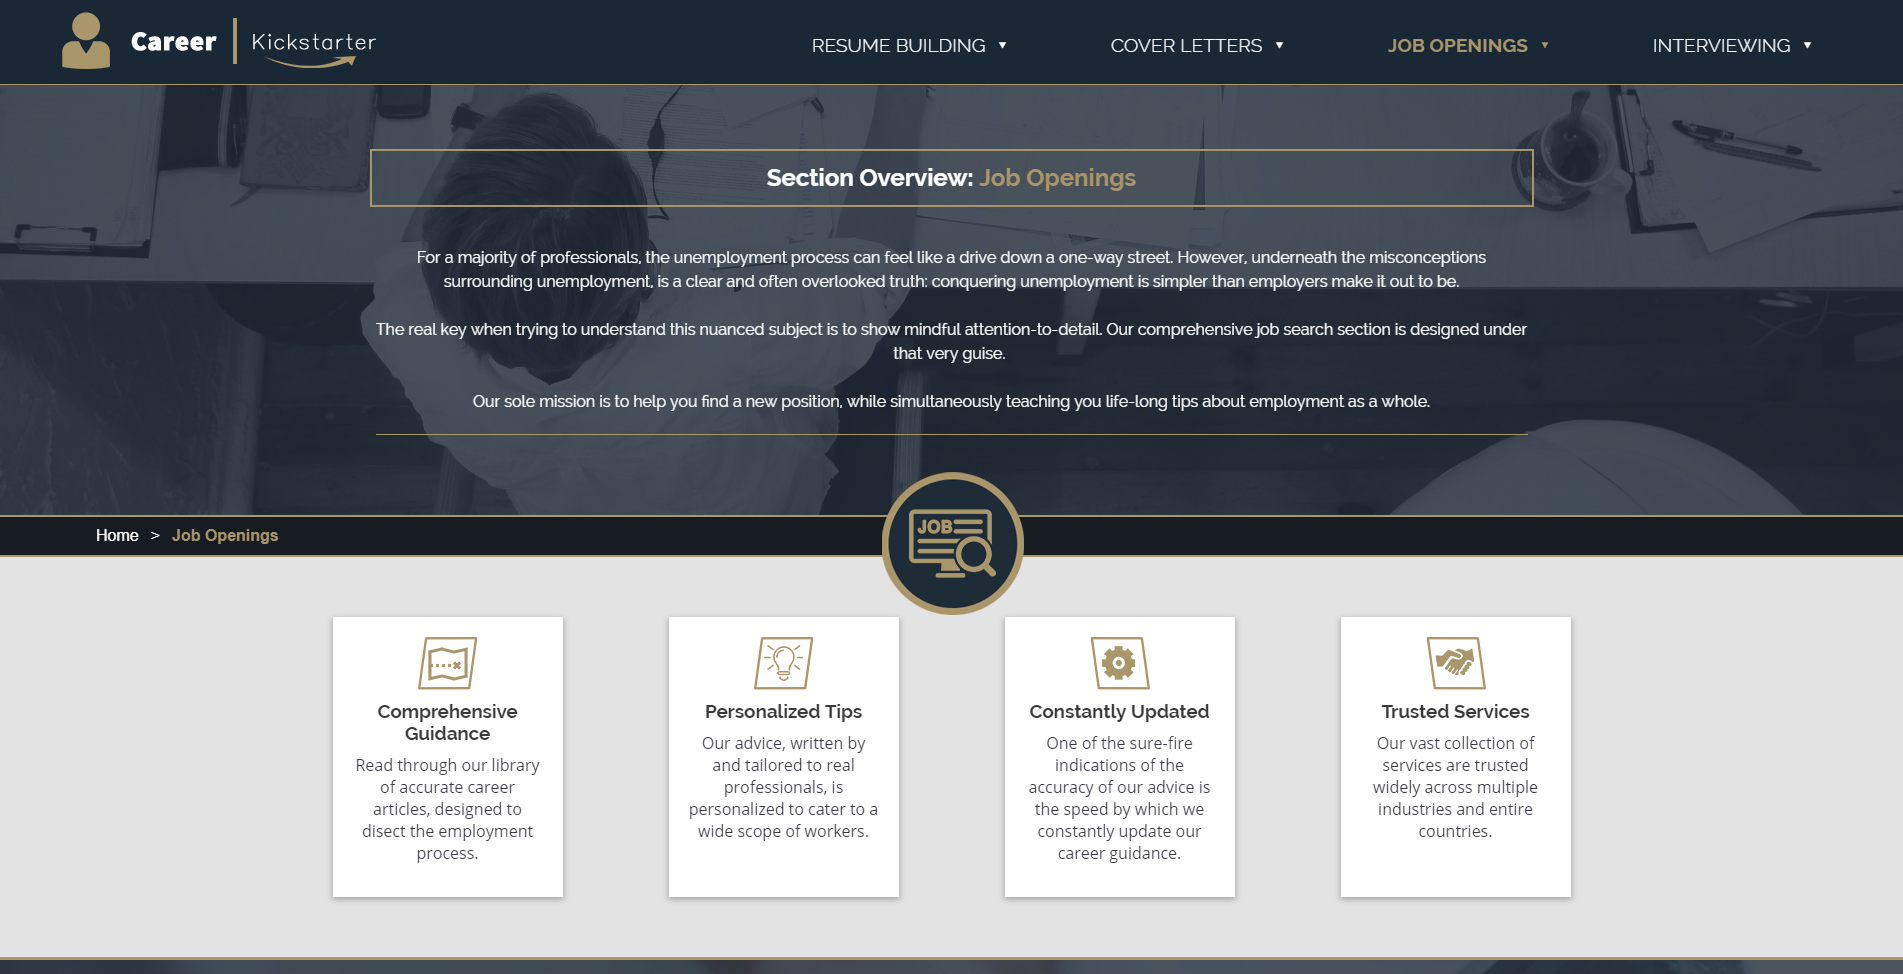 Career Kickstarter
RESUME BUILDING
COVER LETTERS
JOB OPENINGS
INTERVIEWING
Section Overview: Job Openings
For a majority of professionals, the unemployment process can feel like a drive down a one-way street. However, underneath the misconceptions
surrounding unemployment, is a clear and often overlooked truth: conquering unemployment is simpler than employers make it out to be.
The real key when trying to understand this nuanced subject is to show mindful attention-to-detail. Our comprehensive job search section is designed under
that very guise.
Our sole mission is to help you find a new position, while simultaneously teaching you life-long tips about employment as a whole.
Home > Job Openings
JOB
Comprehensive
Guidance
Read through our library
of accurate career
articles, designed to
disect the employment
process.
Personalized Tips
Our advice, written by
and tailored to real
professionals, is
personalized to cater to a
wide scope of workers.
Constantly Updated
One of the sure-fire
indications of the
accuracy of our advice is
the speed by which we
constantly update our
career guidance.
Trusted Services
Our vast collection of
services are trusted
widely across multiple
industries and entire
countries.